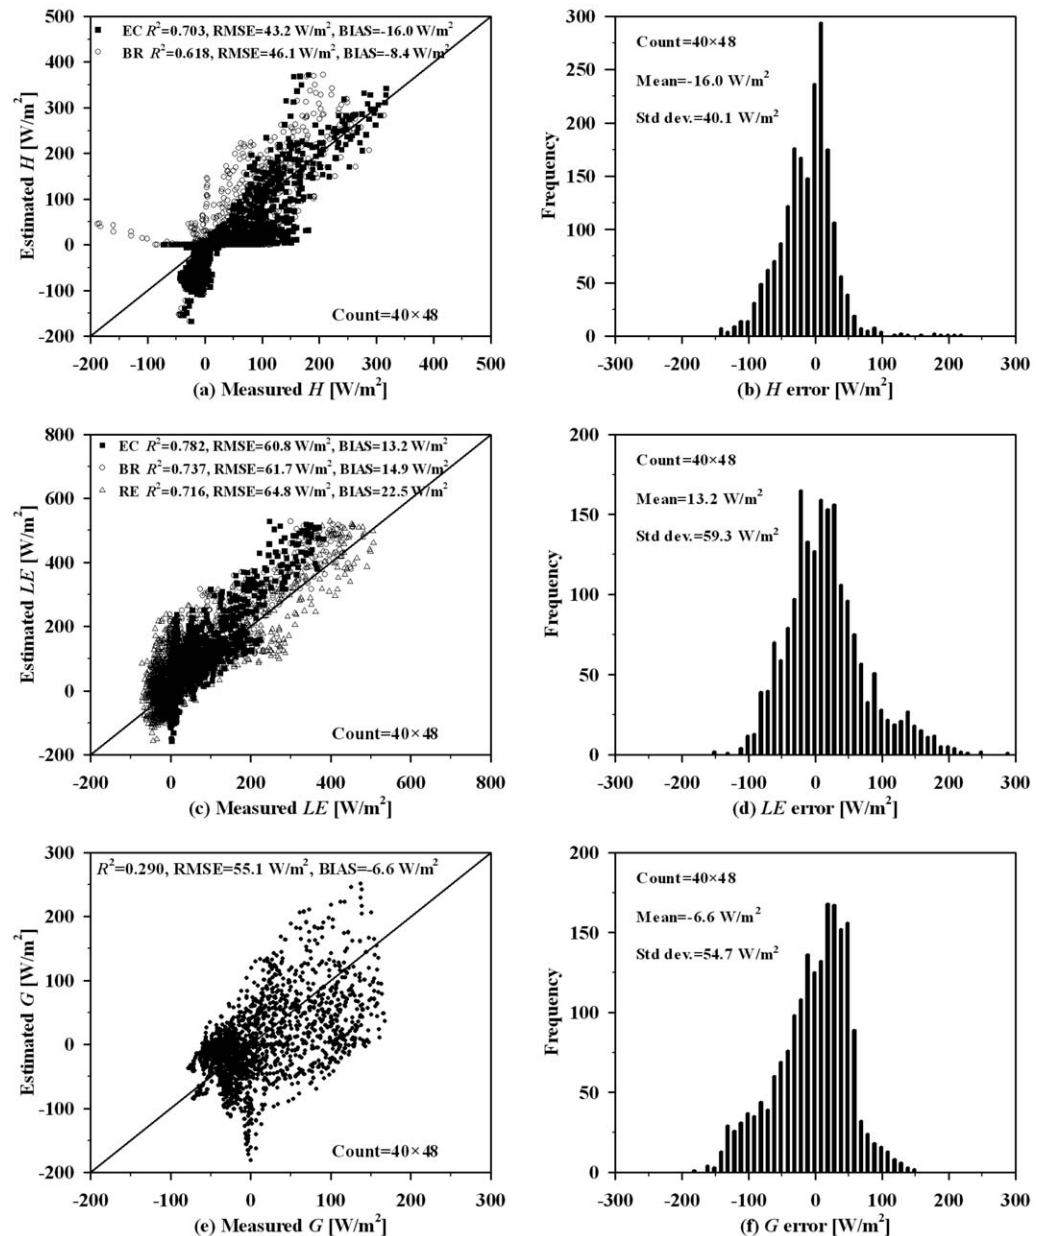 EC R²=0.703, RMSE=43.2 W/m², BIAS=-16.0 W/m²
BR R²=0.618, RMSE=46.1 W/m², BIAS=-8.4 W/m²
500
400
300
200
100
0
-100
-200
Estimated H [W/m²]
Count=40×48
-200 -100 0 100 200 300 400 500
(a) Measured H [W/m²]
Count=40×48
Mean=-16.0 W/m²
Std dev.=40.1 W/m²
300
250
200
150
100
50
0
Frequency
-300 -200 -100 0 100 200 300
(b) H error [W/m²]
EC R²=0.782, RMSE=60.8 W/m², BIAS=13.2 W/m²
BR R²=0.737, RMSE=61.7 W/m², BIAS=14.9 W/m²
RE R²=0.716, RMSE=64.8 W/m², BIAS=22.5 W/m²
800
600
400
200
0
-200
Estimated LE [W/m²]
Count=40×48
-200 0 200 400 600 800
(c) Measured LE [W/m²]
Count=40×48
Mean=13.2 W/m²
Std dev.=59.3 W/m²
200
150
100
50
0
Frequency
-300 -200 -100 0 100 200 300
(d) LE error [W/m²]
R²=0.290, RMSE=55.1 W/m², BIAS=-6.6 W/m²
300
200
100
0
-100
-200
Estimated G [W/m²]
Count=40×48
-200 -100 0 100 200 300
(e) Measured G [W/m²]
Count=40×48
Mean=-6.6 W/m²
Std dev.=54.7 W/m²
200
150
100
50
0
Frequency
-300 -200 -100 0 100 200 300
(f) G error [W/m²]